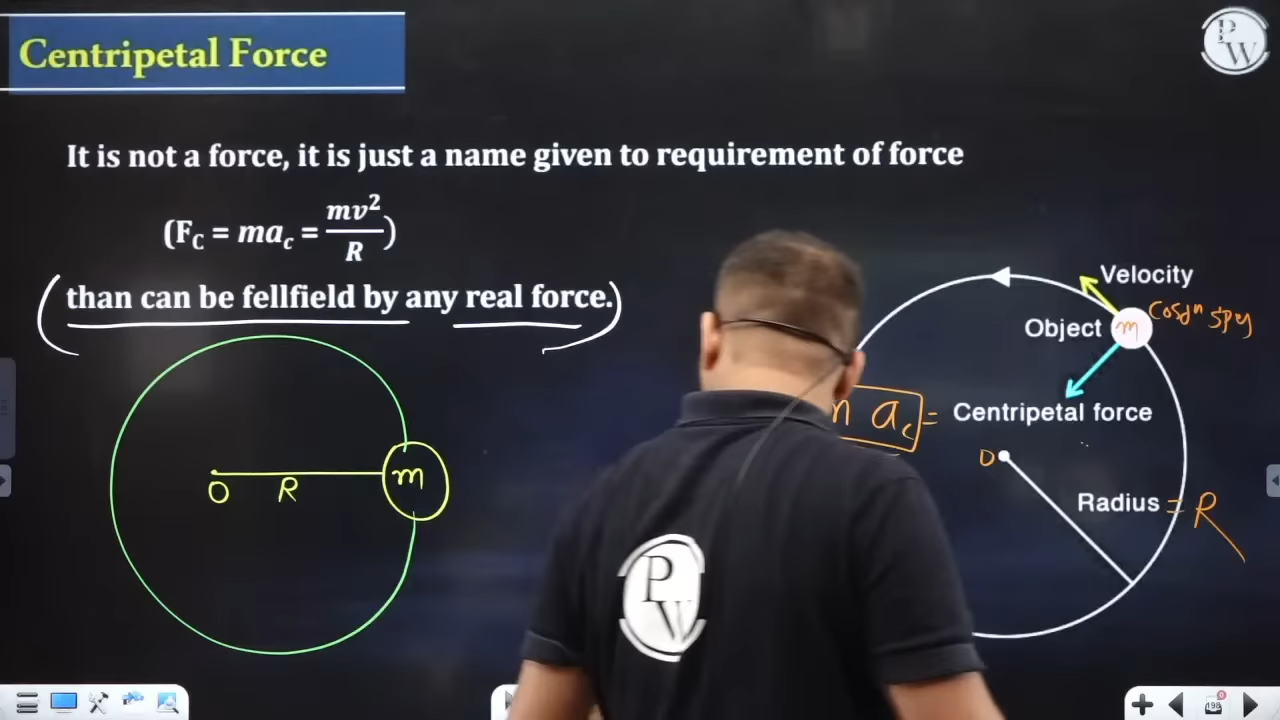 Centripetal Force
P
W
It is not a force, it is just a name given to requirement of force
(F_C = ma_c = mv²/R)
(than can be fellfield by any real force.)
Velocity
Object m
Centripetal force
a_c =
O
Radius = R
O R m
P
W
198